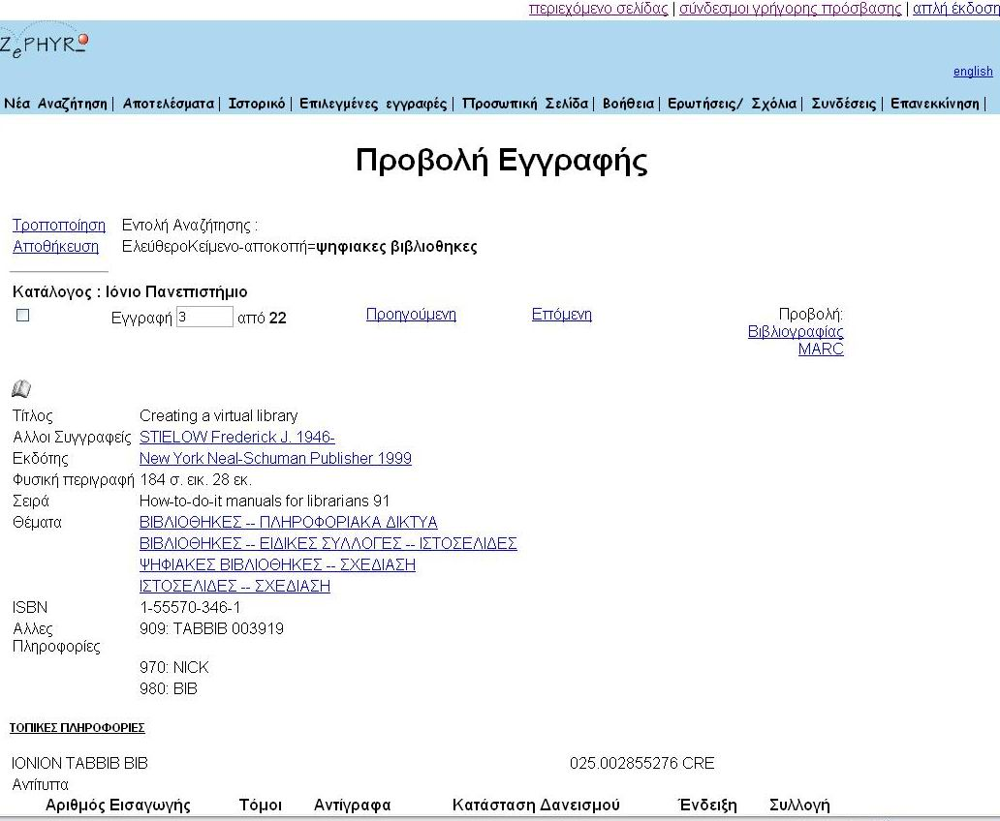 περιεχόμενο σελίδας | σύνδεσμοι γρήγορης πρόσβασης | απλή έκδοση
ZePHYR
english
Νέα Αναζήτηση | Αποτελέσματα | Ιστορικό | Επιλεγμένες εγγραφές | Προσωπική Σελίδα | Βοήθεια | Ερωτήσεις/ Σχόλια | Συνδέσεις | Επανεκκίνηση |
Προβολή Εγγραφής
Τροποποίηση Εντολή Αναζήτησης :
Αποθήκευση ΕλεύθεροΚείμενο-αποκοπή=ψηφιακες βιβλιοθηκες
Κατάλογος : Ιόνιο Πανεπιστήμιο
Εγγραφή 3 από 22 Προηγούμενη Επόμενη Προβολή:
Βιβλιογραφίας
MARC
Τίτλος Creating a virtual library
Αλλοι Συγγραφείς STIELOW Frederick J. 1946-
Εκδότης New York Neal-Schuman Publisher 1999
Φυσική περιγραφή 184 σ. εικ. 28 εκ.
Σειρά How-to-do-it manuals for librarians 91
Θέματα ΒΙΒΛΙΟΘΗΚΕΣ -- ΠΛΗΡΟΦΟΡΙΑΚΑ ΔΙΚΤΥΑ
ΒΙΒΛΙΟΘΗΚΕΣ -- ΕΙΔΙΚΕΣ ΣΥΛΛΟΓΕΣ -- ΙΣΤΟΣΕΛΙΔΕΣ
ΨΗΦΙΑΚΕΣ ΒΙΒΛΙΟΘΗΚΕΣ -- ΣΧΕΔΙΑΣΗ
ΙΣΤΟΣΕΛΙΔΕΣ -- ΣΧΕΔΙΑΣΗ
ISBN 1-55570-346-1
Αλλες 909: TABBIB 003919
Πληροφορίες
970: NICK
980: BIB
ΤΟΠΙΚΕΣ ΠΛΗΡΟΦΟΡΙΕΣ
IONION TABBIB BIB 025.002855276 CRE
Αντίτυπα
Αριθμός Εισαγωγής Τόμοι Αντίγραφα Κατάσταση Δανεισμού Ένδειξη Συλλογή